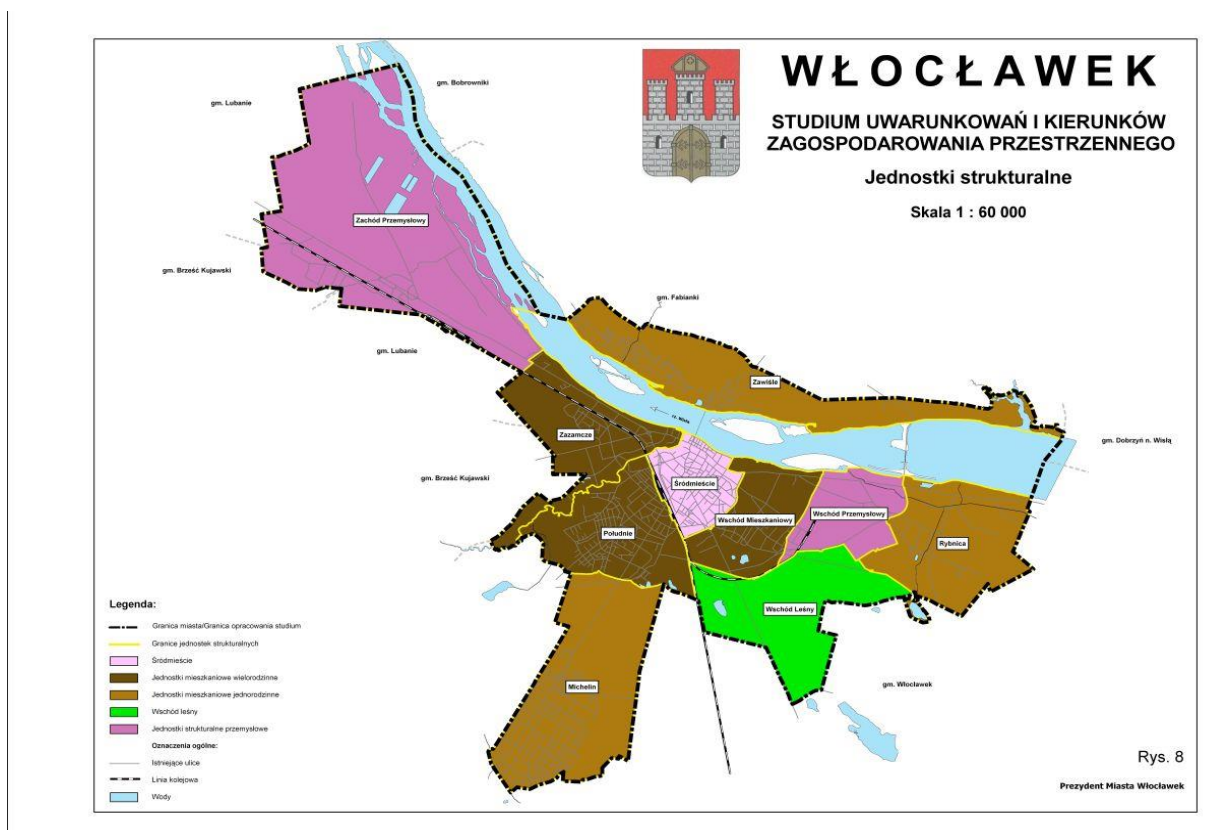 WŁOCŁAWEK
STUDIUM UWARUNKOWAŃ I KIERUNKÓW
ZAGOSPODAROWANIA PRZESTRZENNEGO
Jednostki strukturalne
Skala 1 : 60 000
gm. Bobrowniki
gm. Lubanie
Zachód Przemysłowy
gm. Brześć Kujawski
gm. Fabianki
gm. Lubanie
Zawiśle
rz. Wisła
Zazamcze
gm. Dobrzyń n. Wisłą
gm. Brześć Kujawski
Śródmieście
Wschód Mieszkaniowy
Wschód Przemysłowy
Południe
Rybnica
Wschód Leśny
gm. Włocławek
Michelin
Legenda:
Granica miasta/Granica opracowania studium
Granice jednostek strukturalnych
Śródmieście
Jednostki mieszkaniowe wielorodzinne
Jednostki mieszkaniowe jednorodzinne
Wschód leśny
Jednostki strukturalne przemysłowe
Oznaczenia ogólne:
Istniejące ulice
Linia kolejowa
Wody
Rys. 8
Prezydent Miasta Włocławek